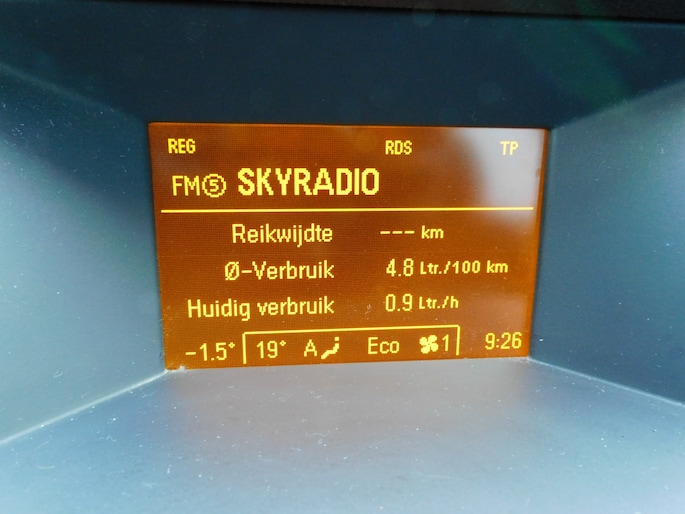 REG RDS TP
FM⑤ SKYRADIO
Reikwijdte --- km
Ø-Verbruik 4.8 Ltr./100 km
Huidig verbruik 0.9 Ltr./h
-1.5° 19° A Eco 1 9:26